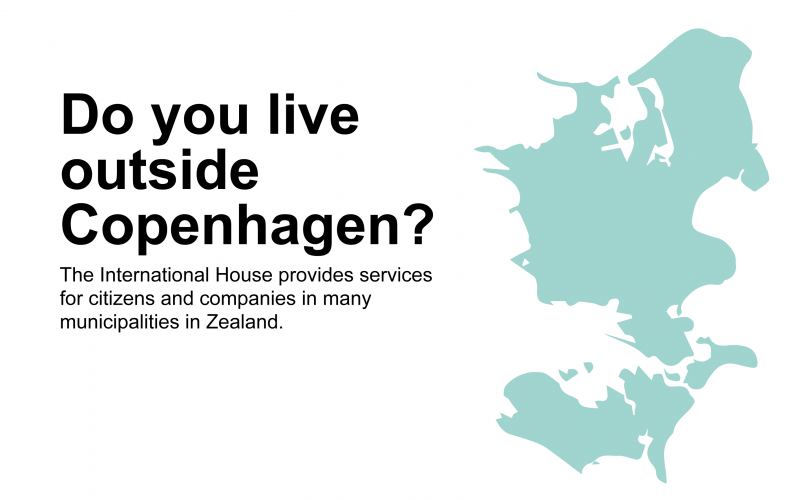 Do you live
outside
Copenhagen?
The International House provides services
for citizens and companies in many
municipalities in Zealand.